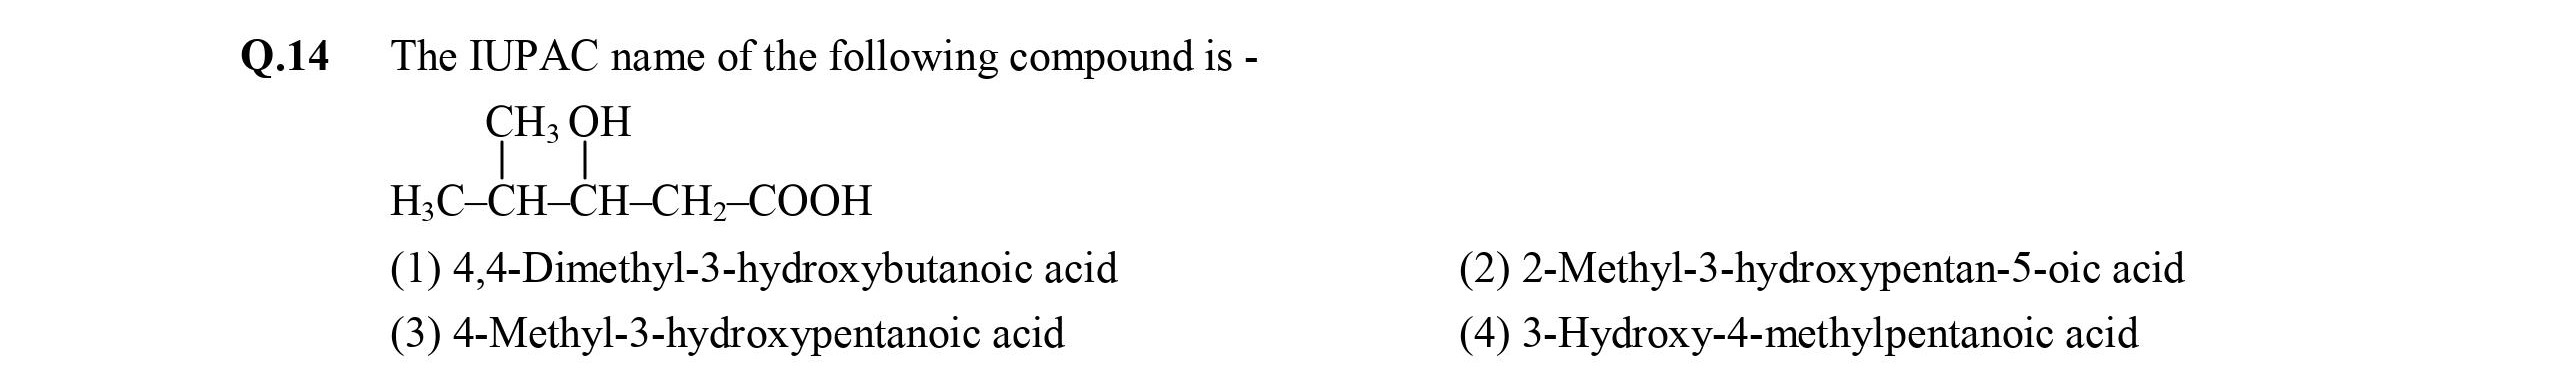 Q.14 The IUPAC name of the following compound is -
CH₃ OH
H₃C–CH–CH–CH₂–COOH
(1) 4,4-Dimethyl-3-hydroxybutanoic acid (2) 2-Methyl-3-hydroxypentan-5-oic acid
(3) 4-Methyl-3-hydroxypentanoic acid (4) 3-Hydroxy-4-methylpentanoic acid